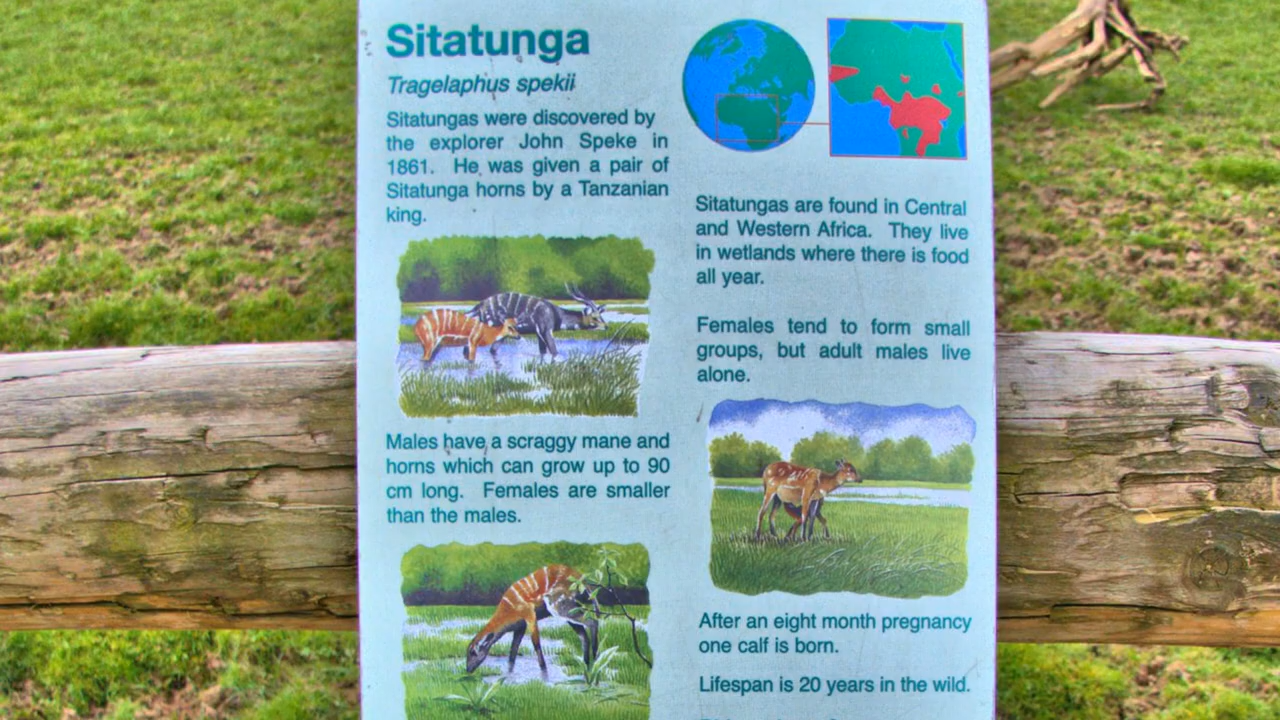 Sitatunga
Tragelaphus spekii
Sitatungas were discovered by
the explorer John Speke in
1861. He was given a pair of
Sitatunga horns by a Tanzanian
king.
Males have a scraggy mane and
horns which can grow up to 90
cm long. Females are smaller
than the males.
Sitatungas are found in Central
and Western Africa. They live
in wetlands where there is food
all year.
Females tend to form small
groups, but adult males live
alone.
After an eight month pregnancy
one calf is born.
Lifespan is 20 years in the wild.